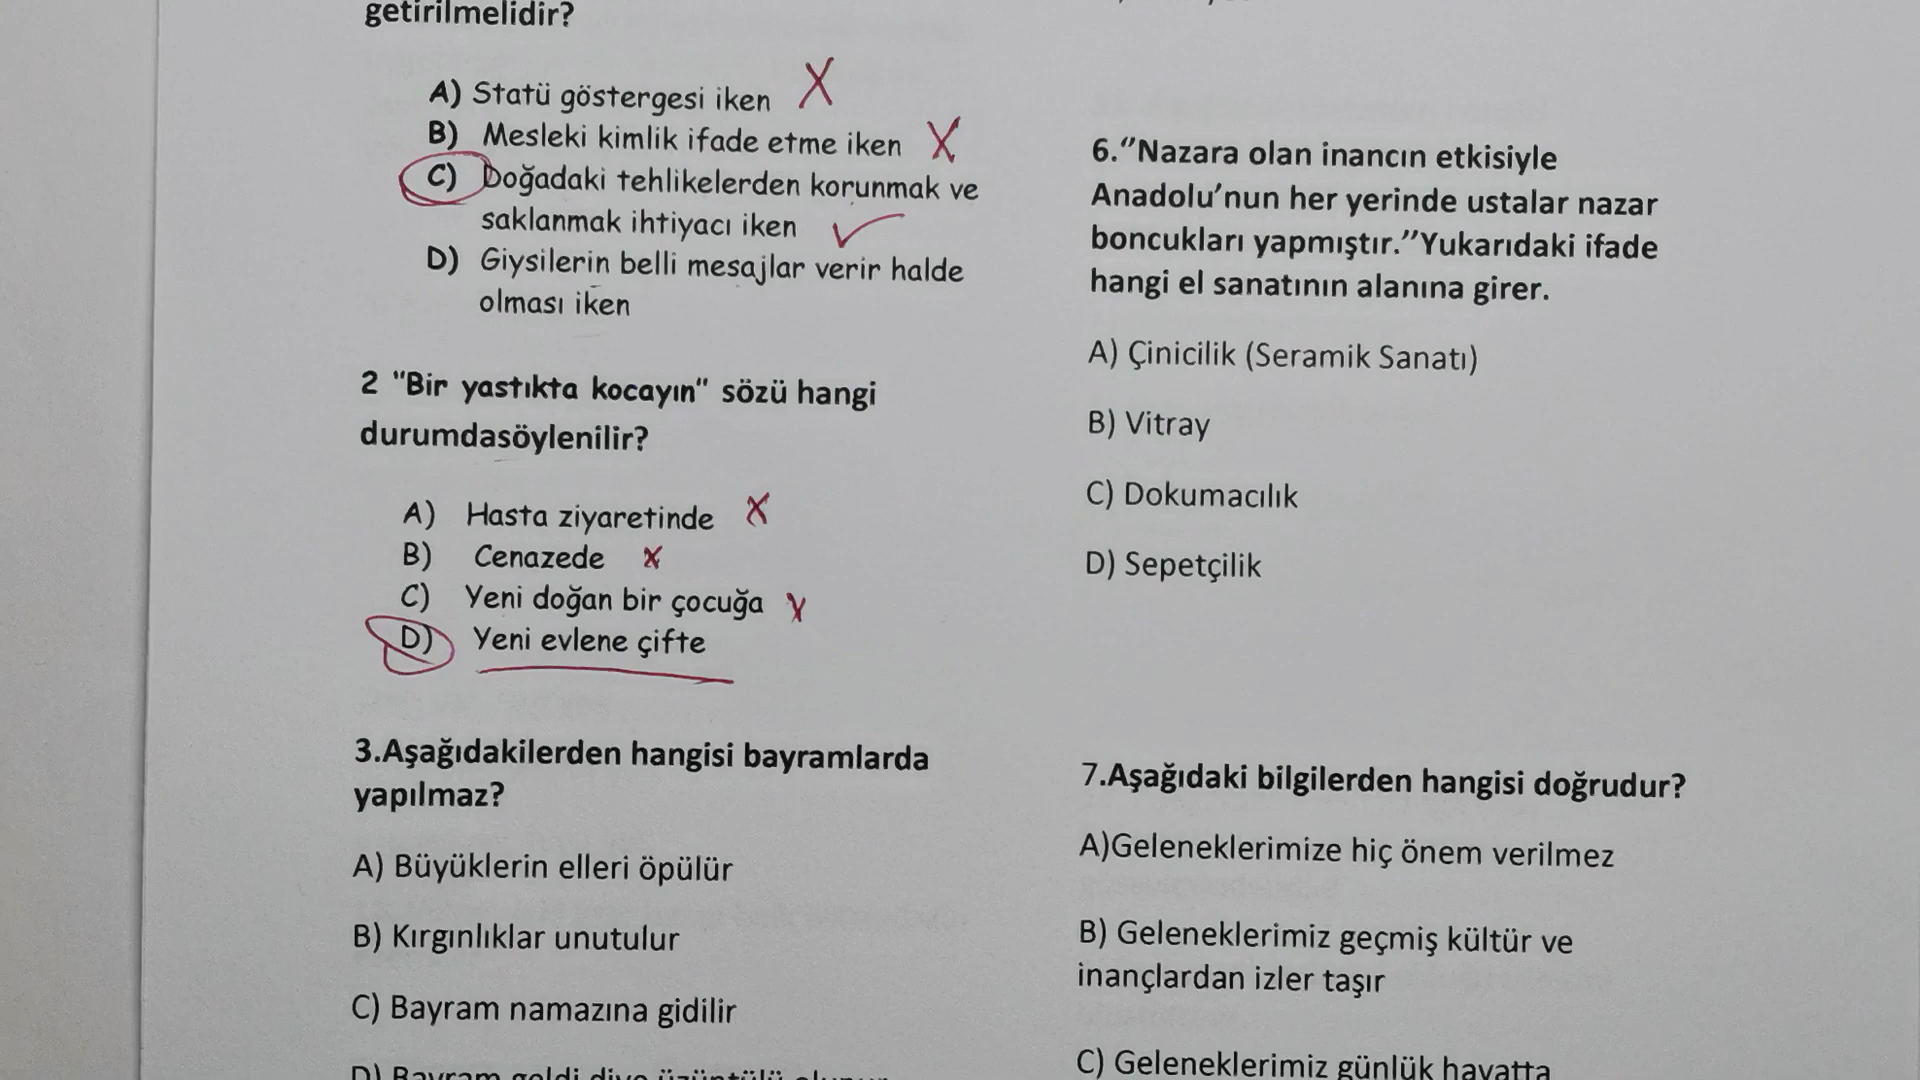 getirilmelidir?
A) Statü göstergesi iken
B) Mesleki kimlik ifade etme iken
C) Doğadaki tehlikelerden korunmak ve
saklanmak ihtiyacı iken
D) Giysilerin belli mesajlar verir halde
olması iken
2 "Bir yastıkta kocayın" sözü hangi
durumdasöylenilir?
A) Hasta ziyaretinde
B) Cenazede
C) Yeni doğan bir çocuğa
D) Yeni evlene çifte
3.Aşağıdakilerden hangisi bayramlarda
yapılmaz?
A) Büyüklerin elleri öpülür
B) Kırgınlıklar unutulur
C) Bayram namazına gidilir
D) Bayram geldi diye üzüntülü
6.‘‘Nazara olan inancın etkisiyle
Anadolu’nun her yerinde ustalar nazar
boncukları yapmıştır.’’Yukarıdaki ifade
hangi el sanatının alanına girer.
A) Çinicilik (Seramik Sanatı)
B) Vitray
C) Dokumacılık
D) Sepetçilik
7.Aşağıdaki bilgilerden hangisi doğrudur?
A)Geleneklerimize hiç önem verilmez
B) Geleneklerimiz geçmiş kültür ve
inançlardan izler taşır
C) Geleneklerimiz günlük hayatta